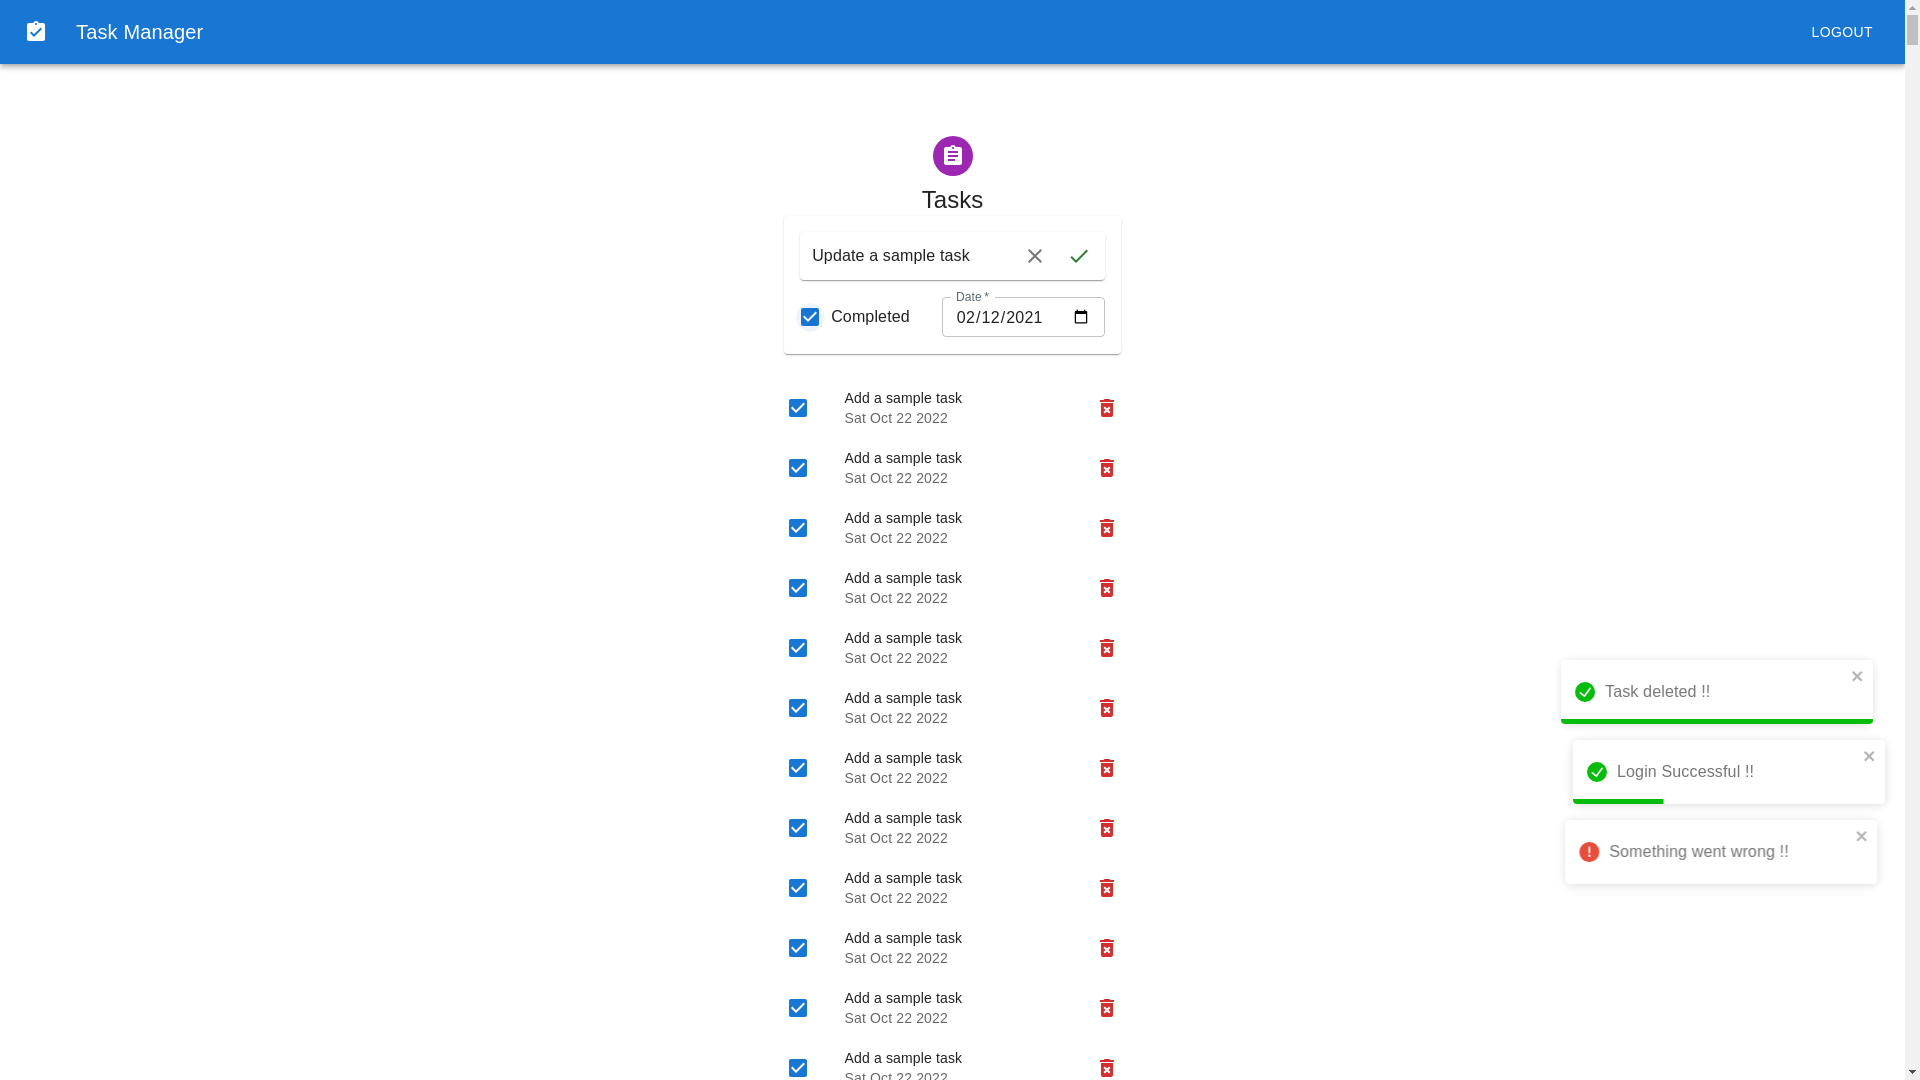 Task Manager
LOGOUT
Tasks
Update a sample task
Completed
Date *
02/12/2021
Add a sample task
Sat Oct 22 2022
Add a sample task
Sat Oct 22 2022
Add a sample task
Sat Oct 22 2022
Add a sample task
Sat Oct 22 2022
Add a sample task
Sat Oct 22 2022
Add a sample task
Sat Oct 22 2022
Add a sample task
Sat Oct 22 2022
Add a sample task
Sat Oct 22 2022
Add a sample task
Sat Oct 22 2022
Add a sample task
Sat Oct 22 2022
Add a sample task
Sat Oct 22 2022
Add a sample task
Sat Oct 22 2022
Task deleted !!
Login Successful !!
Something went wrong !!